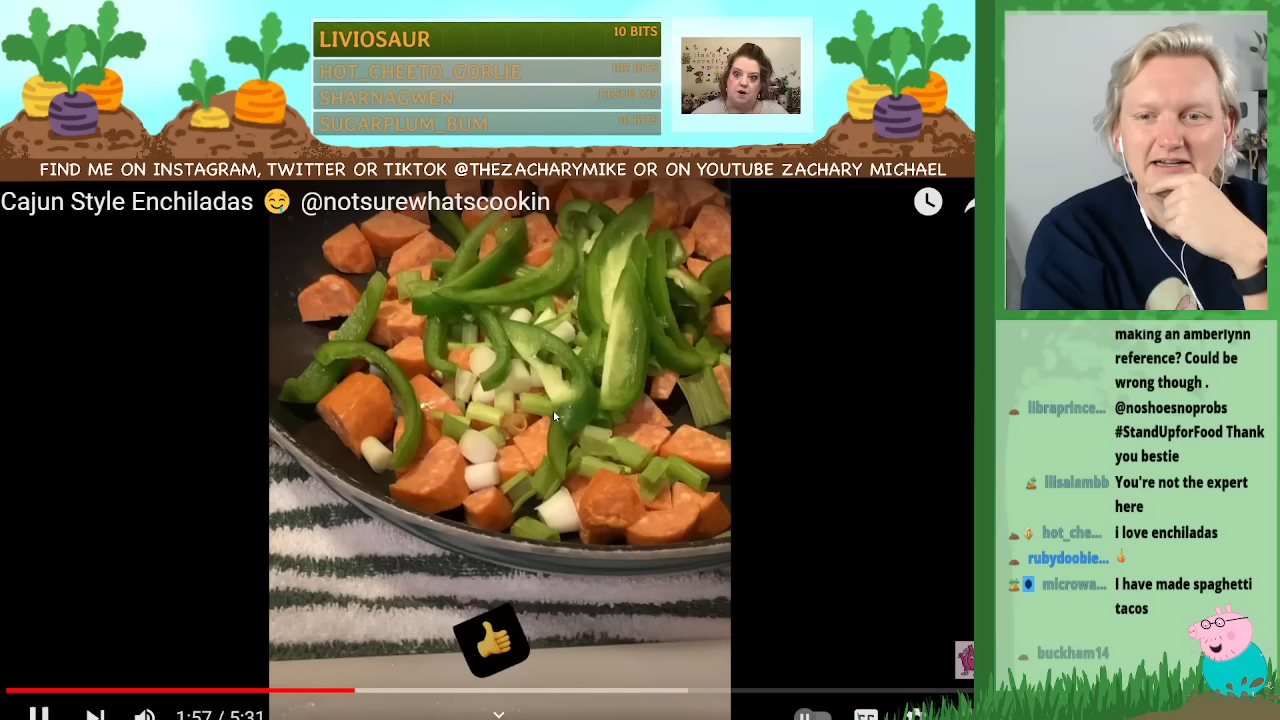 LIVIOSAUR 10 BITS
HOT_CHEETO_GORLIE
SHARNAGWEN
SUGARPLUM_BUM
FIND ME ON INSTAGRAM, TWITTER OR TIKTOK @THEZACHARYMIKE OR ON YOUTUBE ZACHARY MICHAEL
Cajun Style Enchiladas 🤤 @notsurewhatscookin
making an amberlynn
reference? Could be
wrong though .
libraprince... @noshoesnoprobs
#StandUpforFood Thank
you bestie
llisalambb You're not the expert
here
hot_che... i love enchiladas
rubydoobie...
microwa... I have made spaghetti
tacos
buckham14
1:57 / 5:31